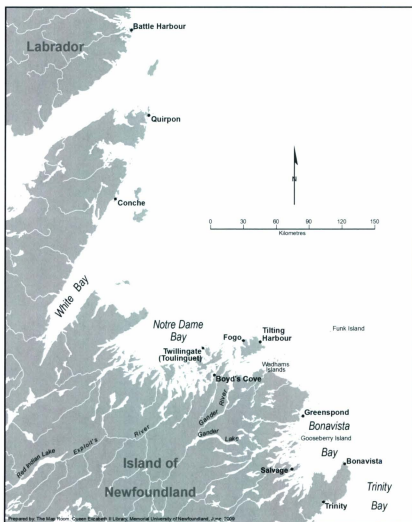 Battle Harbour
Labrador
Quirpon
N
Conche
0 30 60 90 120 150
Kilometres
White Bay
Notre Dame
Bay
Fogo
Tilting
Harbour
Funk Island
Twillingate
(Toulinguet)
Wadhams
Islands
Boyd's Cove
Gander River
Greenspond
Bonavista
Gander Lake
Gooseberry Island
Exploit's River
Bay
Red Indian Lake
Island of
Salvage
Bonavista
Newfoundland
Trinity
Bay
Trinity
Prepared by: The Map Room, Queen Elizabeth II Library, Memorial University of Newfoundland, June, 2009